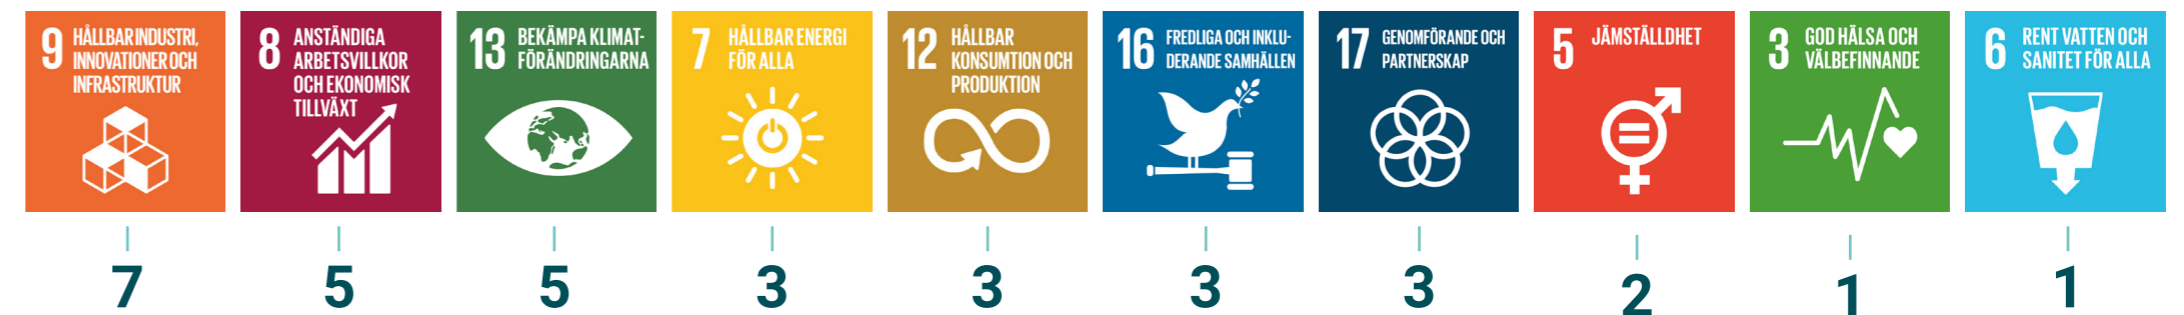 9 HÅLLBAR INDUSTRI,
INNOVATIONER OCH
INFRASTRUKTUR
8 ANSTÄNDIGA
ARBETSVILLKOR
OCH EKONOMISK
TILLVÄXT
13 BEKÄMPA KLIMAT-
FÖRÄNDRINGARNA
7 HÅLLBAR ENERGI
FÖR ALLA
12 HÅLLBAR
KONSUMTION OCH
PRODUKTION
16 FREDLIGA OCH INKLU-
DERANDE SAMHÄLLEN
17 GENOMFÖRANDE OCH
PARTNERSKAP
5 JÄMSTÄLLDHET
3 GOD HÄLSA OCH
VÄLBEFINNANDE
6 RENT VATTEN OCH
SANITET FÖR ALLA
7 5 5 3 3 3 3 2 1 1